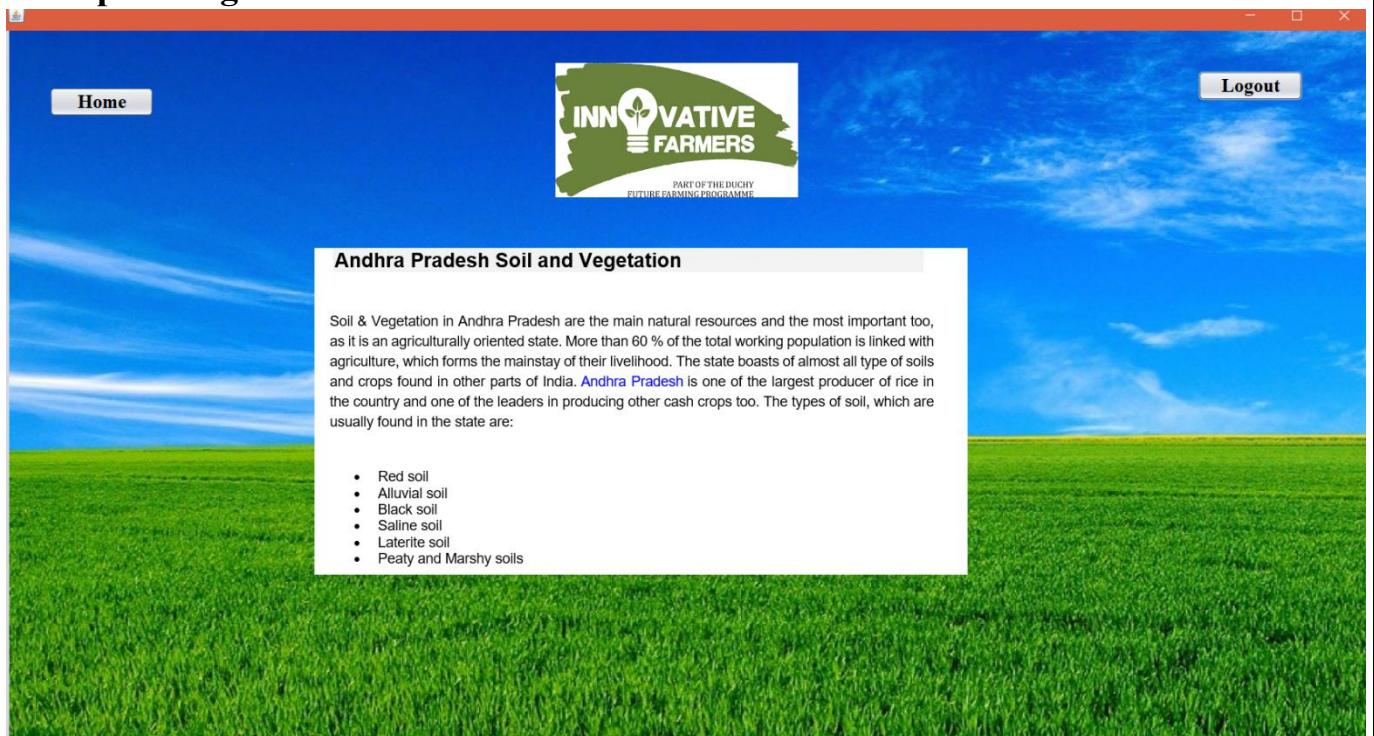 Home
Logout
INNOVATIVE
FARMERS
PART OF THE DUCHY
FUTURE FARMING PROGRAMME
Andhra Pradesh Soil and Vegetation
Soil & Vegetation in Andhra Pradesh are the main natural resources and the most important too,
as it is an agriculturally oriented state. More than 60 % of the total working population is linked with
agriculture, which forms the mainstay of their livelihood. The state boasts of almost all type of soils
and crops found in other parts of India. Andhra Pradesh is one of the largest producer of rice in
the country and one of the leaders in producing other cash crops too. The types of soil, which are
usually found in the state are:
• Red soil
• Alluvial soil
• Black soil
• Saline soil
• Laterite soil
• Peaty and Marshy soils